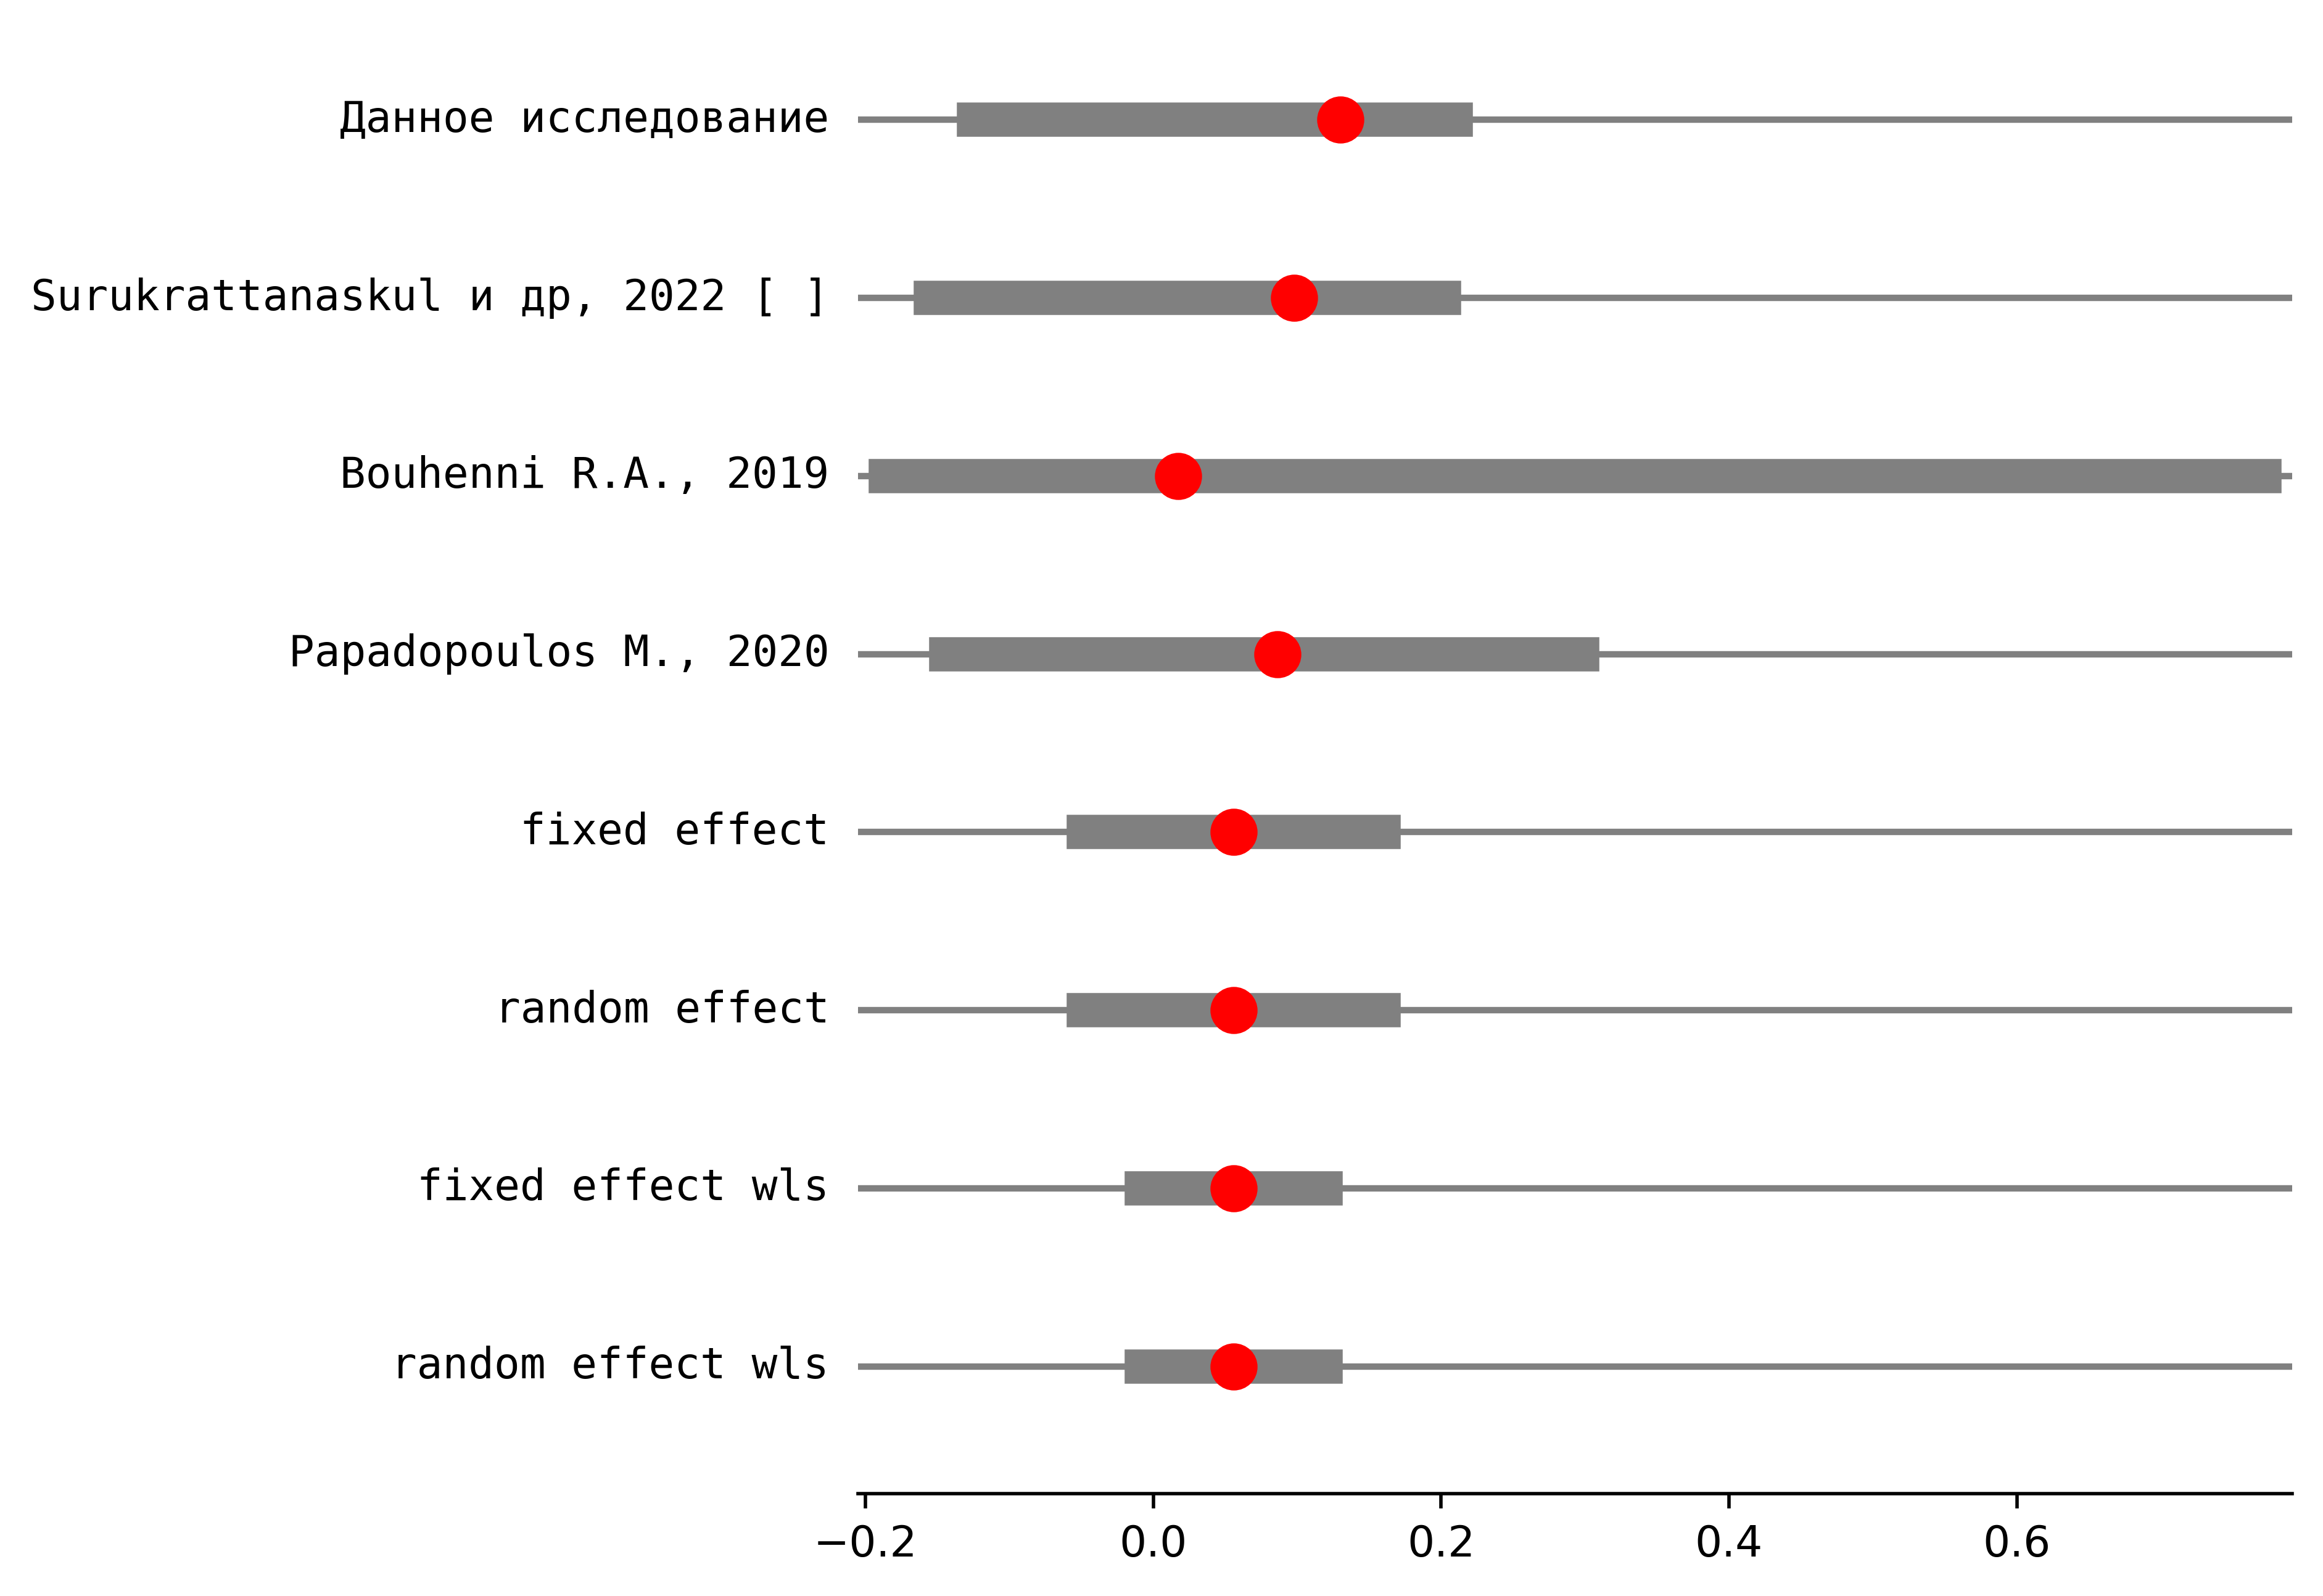 Данное исследование
Surukrattanaskul и др, 2022 [ ]
Bouhenni R.A., 2019
Papadopoulos M., 2020
fixed effect
random effect
fixed effect wls
random effect wls
−0.2 0.0 0.2 0.4 0.6